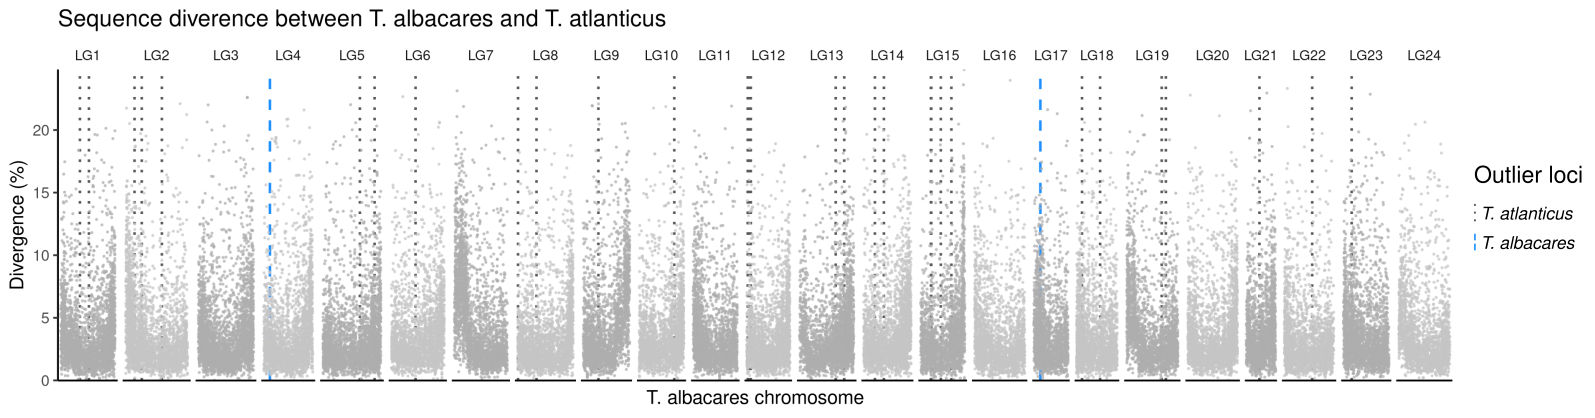 Sequence diverence between T. albacares and T. atlanticus
LG1 LG2 LG3 LG4 LG5 LG6 LG7 LG8 LG9 LG10 LG11 LG12 LG13 LG14 LG15 LG16 LG17 LG18 LG19 LG20 LG21 LG22 LG23 LG24
Divergence (%)
20
15
10
5
0
T. albacares chromosome
Outlier loci
T. atlanticus
T. albacares